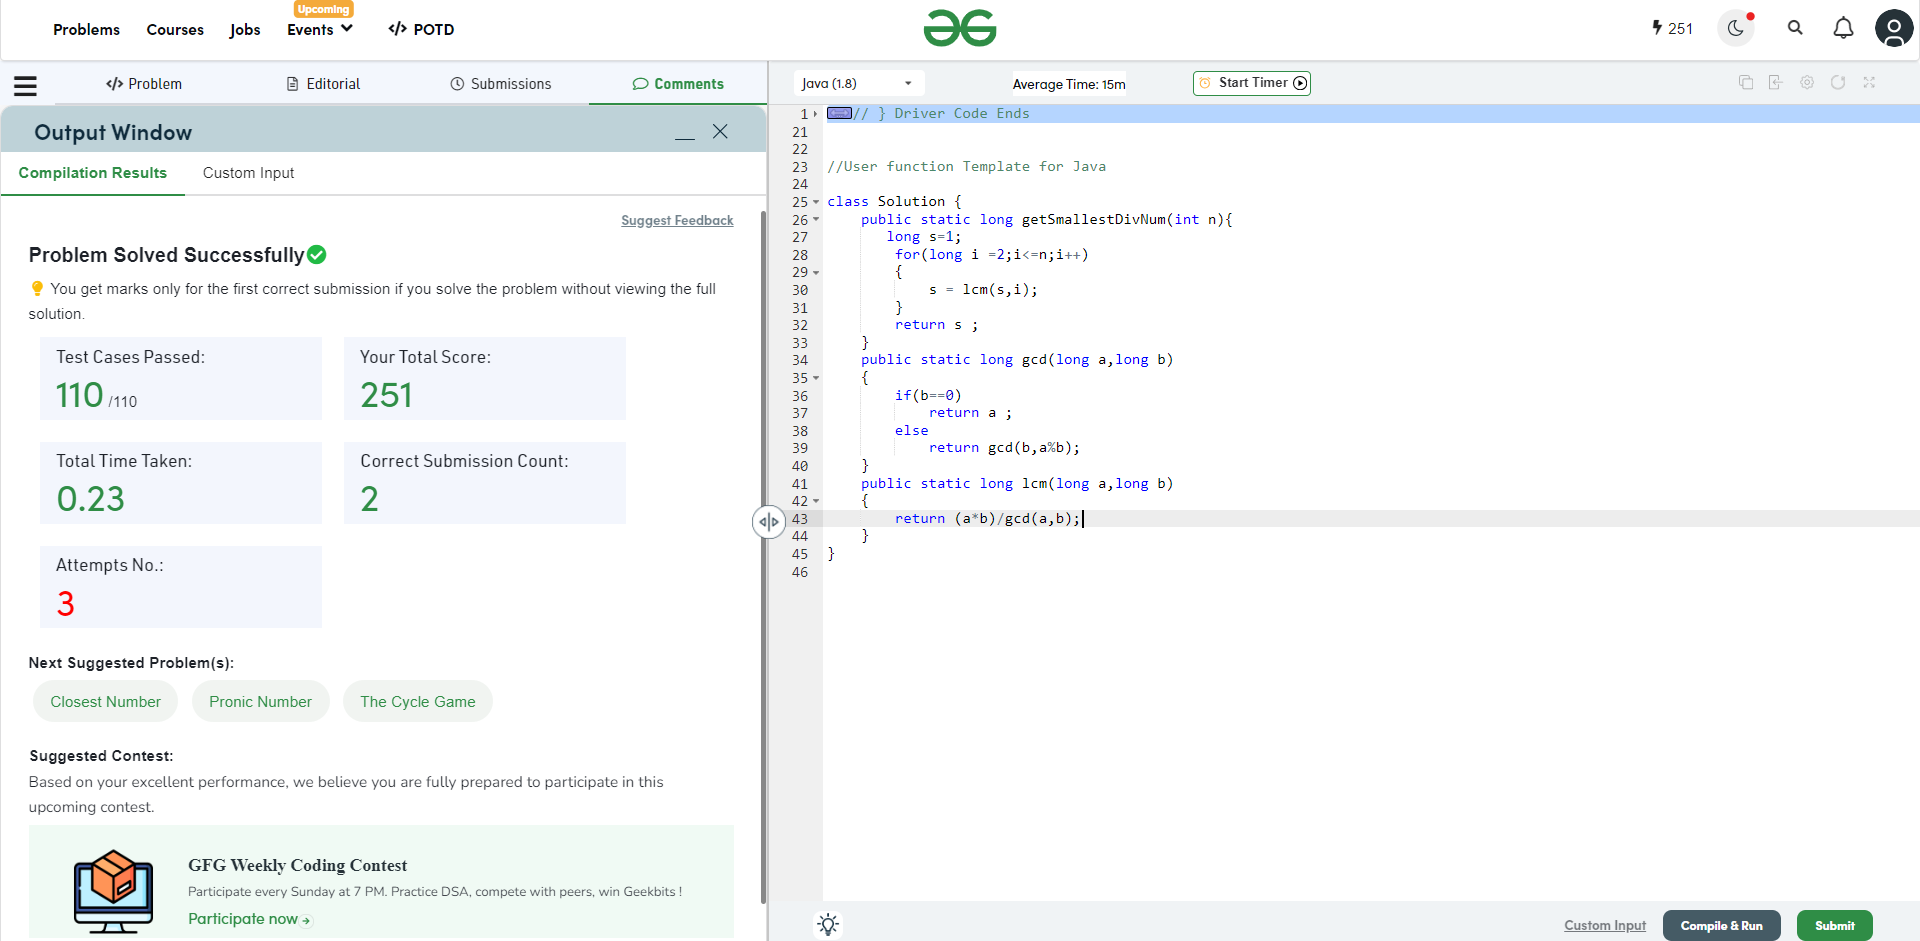 Problems Courses Jobs Upcoming Events </> POTD 251
</> Problem Editorial Submissions Comments
Java (1.8) Average Time: 15m Start Timer
Output Window
Compilation Results Custom Input
Suggest Feedback
Problem Solved Successfully
You get marks only for the first correct submission if you solve the problem without viewing the full
solution.
Test Cases Passed:
110 /110
Your Total Score:
251
Total Time Taken:
0.23
Correct Submission Count:
2
Attempts No.:
3
Next Suggested Problem(s):
Closest Number Pronic Number The Cycle Game
Suggested Contest:
Based on your excellent performance, we believe you are fully prepared to participate in this
upcoming contest.
GFG Weekly Coding Contest
Participate every Sunday at 7 PM. Practice DSA, compete with peers, win Geekbits !
Participate now
1 // } Driver Code Ends
21
22
23 //User function Template for Java
24
25 class Solution {
26 public static long getSmallestDivNum(int n){
27 long s=1;
28 for(long i =2;i<=n;i++)
29 {
30 s = lcm(s,i);
31 }
32 return s ;
33 }
34 public static long gcd(long a,long b)
35 {
36 if(b==0)
37 return a ;
38 else
39 return gcd(b,a%b);
40 }
41 public static long lcm(long a,long b)
42 {
43 return (a*b)/gcd(a,b);
44 }
45 }
46
Custom Input Compile & Run Submit